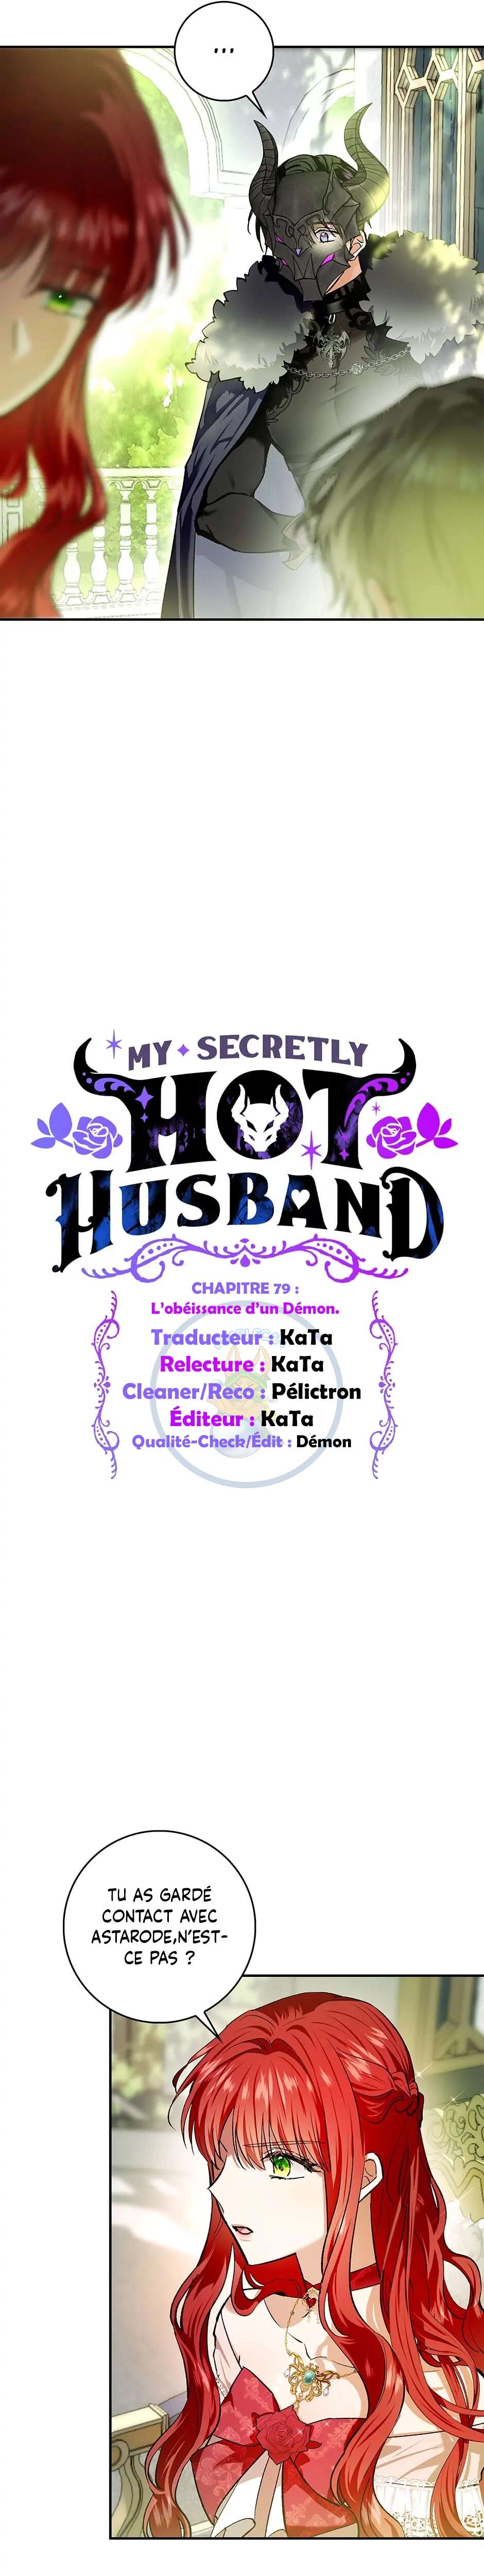 ...
MY SECRETLY
HOT
HUSBAND
CHAPITRE 79 :
L'obéissance d'un Démon.
Traducteur : KaTa
Relecture : KaTa
Cleaner/Reco : Pélictron
Éditeur : KaTa
Qualité-Check/Édit : Démon
TU AS GARDÉ
CONTACT AVEC
ASTARODE,N'EST-
CE PAS ?